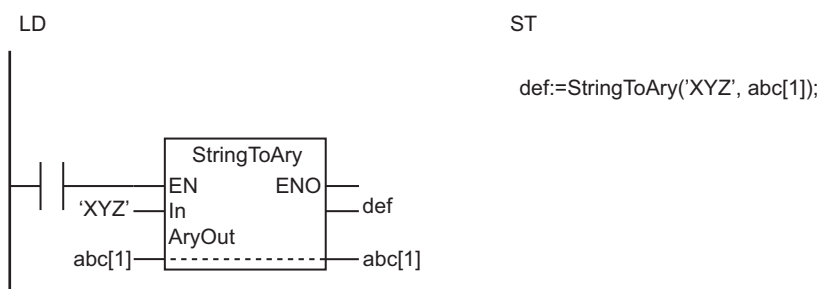 LD
ST
def:=StringToAry('XYZ', abc[1]);
StringToAry
EN ENO
‘XYZ’ In def
AryOut
abc[1] abc[1]